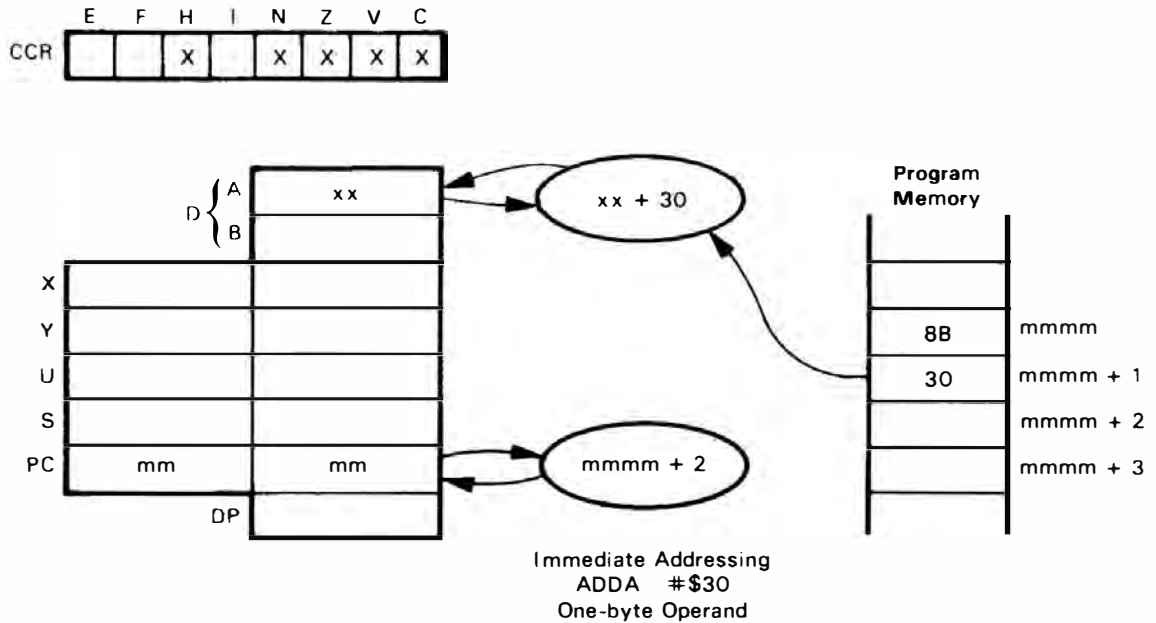 E F H I N Z V C
CCR X X X X X
Program
Memory
D { A xx
B
xx + 30
X
Y
8B mmmm
U
30 mmmm + 1
S
mmmm + 2
PC mm mm
mmmm + 2
mmmm + 3
DP
Immediate Addressing
ADDA #$30
One-byte Operand